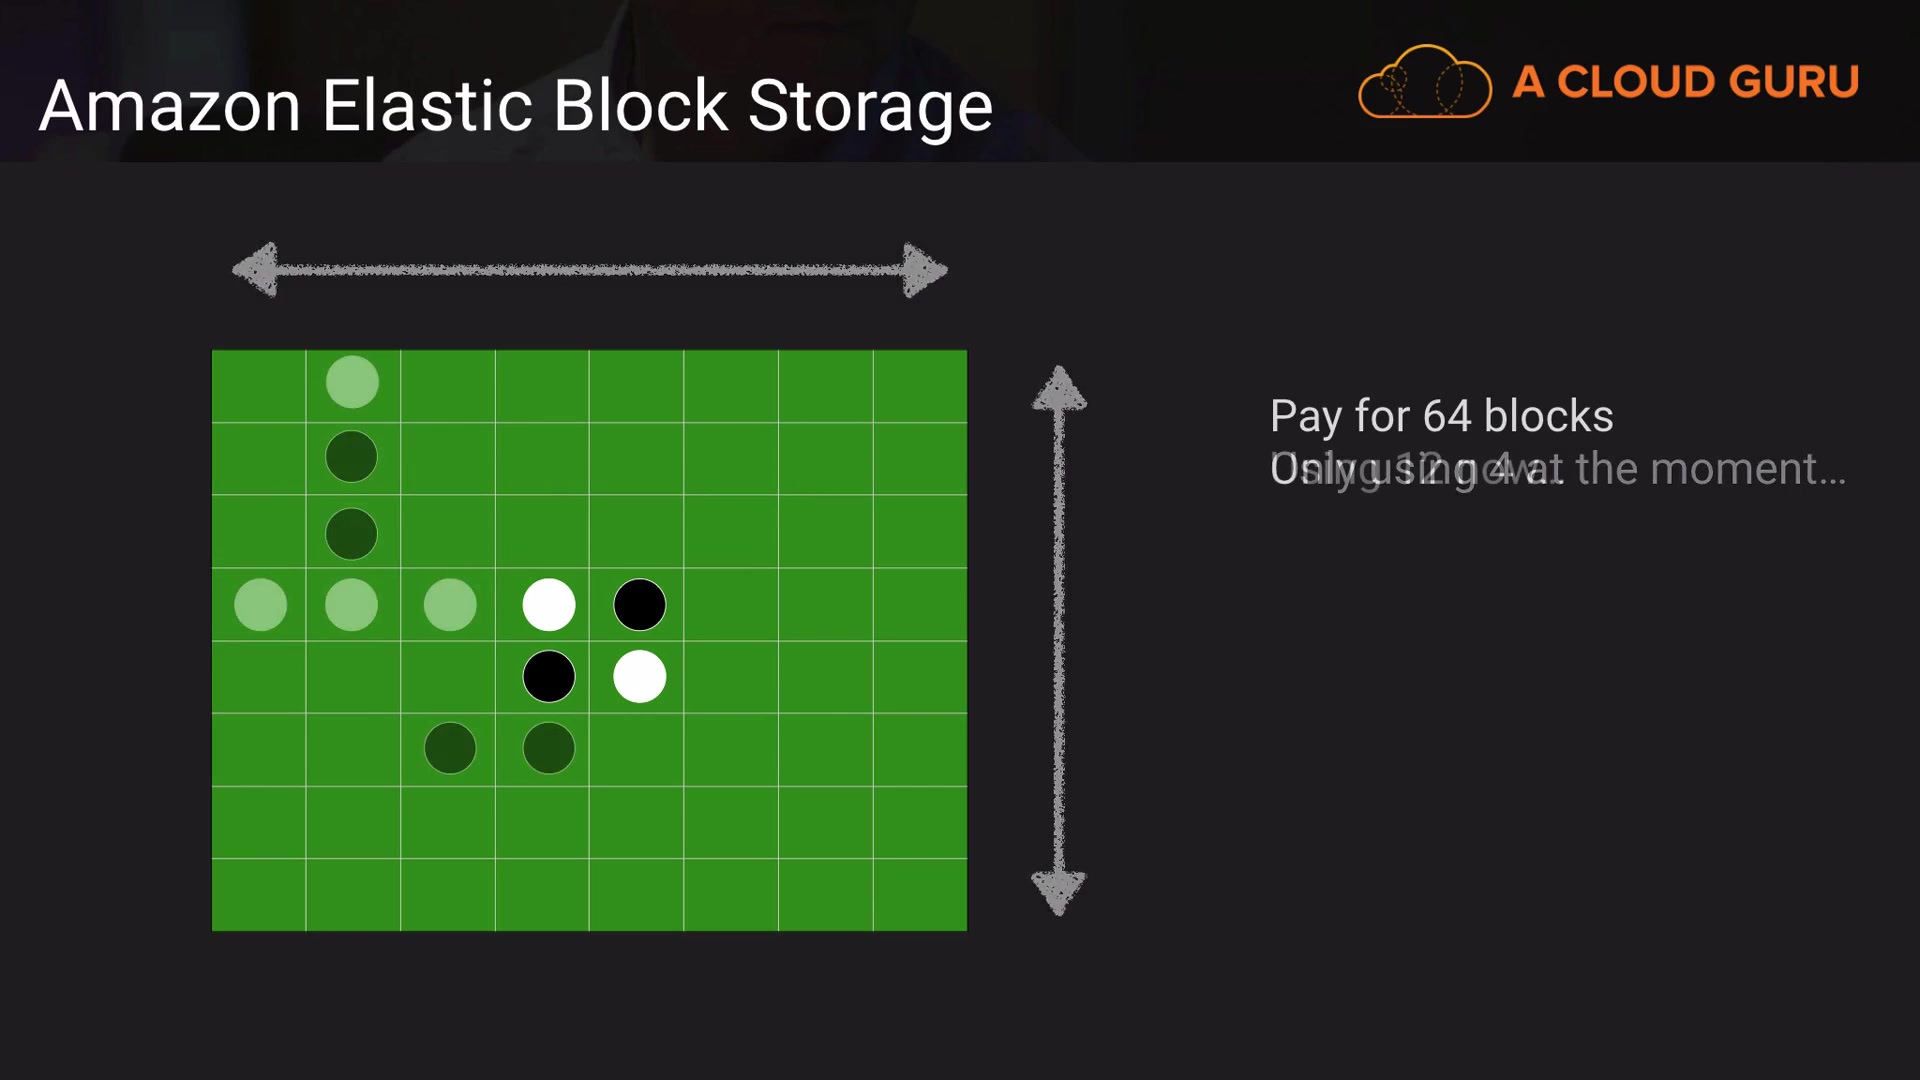 Amazon Elastic Block Storage
A CLOUD GURU
Pay for 64 blocks
Only using 4 at the moment...